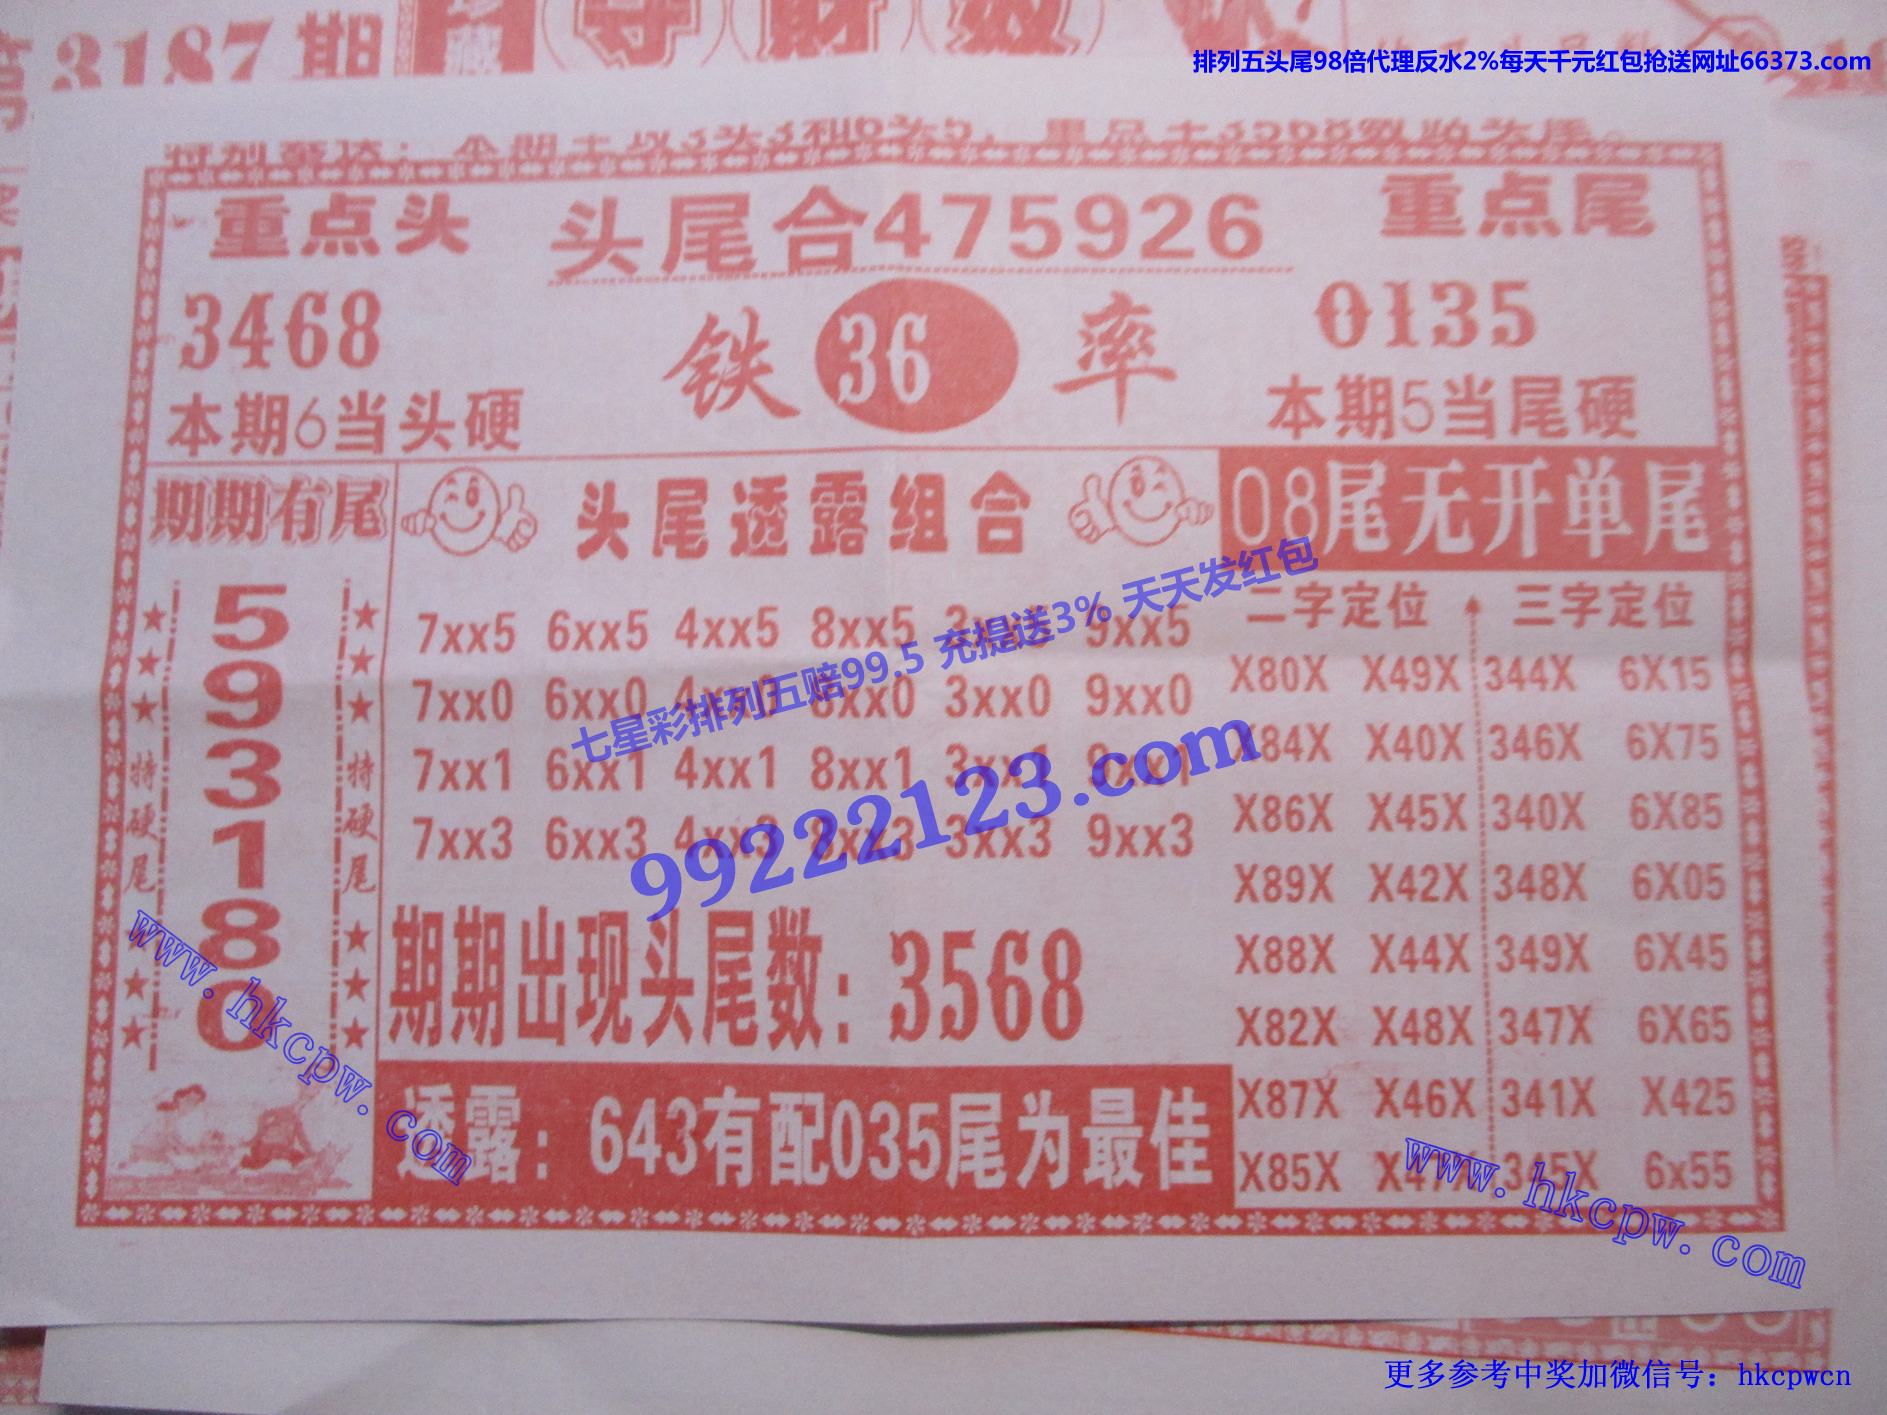 3187期
排列五头尾98倍代理反水2%每天千元红包抢送网址66373.com
重点头
头尾合475926
重点尾
3468
铁 36 率
0135
本期6当头硬
本期5当尾硬
期期有尾
5
9
3
1
8
0
特硬尾
特硬尾
头尾透露组合
7xx5 6xx5 4xx5 8xx5 9xx5
7xx0 6xx0 4xx0 8xx0 3xx0 9xx0
7xx1 6xx1 4xx1 8xx1 3xx1 9xx1
7xx3 6xx3 4xx3 8xx3 3xx3 9xx3
期期出现头尾数：3568
透露：643有配035尾为最佳
08尾无开单尾
二字定位 三字定位
X80X X49X 344X 6X15
X84X X40X 346X 6X75
X86X X45X 340X 6X85
X89X X42X 348X 6X05
X88X X44X 349X 6X45
X82X X48X 347X 6X65
X87X X46X 341X X425
X85X X47X 345X 6x55
七星彩排列五赔99.5 充提送3% 天天发红包
99222123.com
www.hkcpw.com
www.hkcpw.com
更多参考中奖加微信号：hkcpwcn